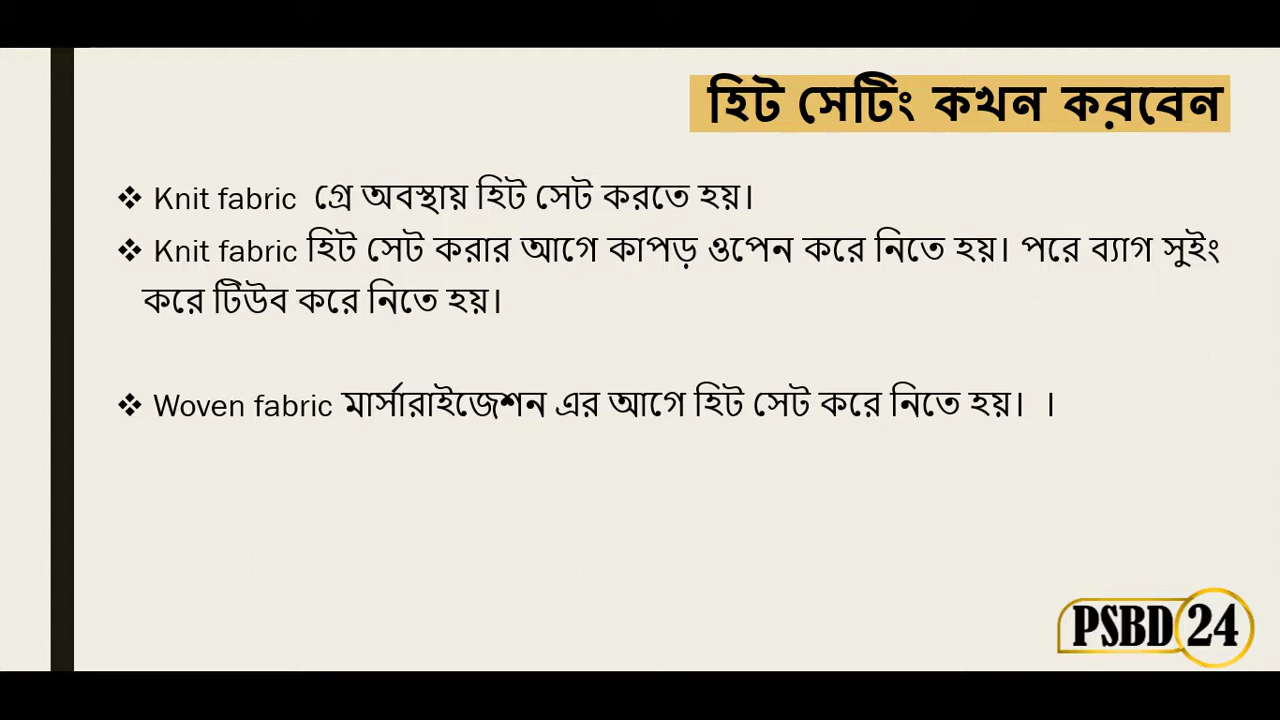 হিট সেটিং কখন করবেন
❖ Knit fabric গ্রে অবস্থায় হিট সেট করতে হয়।
❖ Knit fabric হিট সেট করার আগে কাপড় ওপেন করে নিতে হয়। পরে ব্যাগ সুইং
করে টিউব করে নিতে হয়।
❖ Woven fabric মার্সারাইজেশন এর আগে হিট সেট করে নিতে হয়। ।
PSBD 24